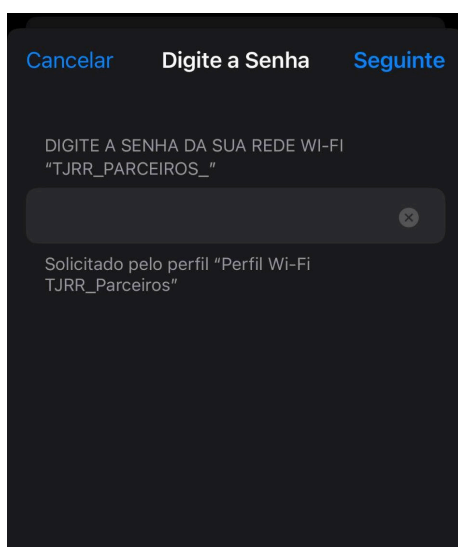 Cancelar Digite a Senha Seguinte
DIGITE A SENHA DA SUA REDE WI-FI
“TJRR_PARCEIROS_”
Solicitado pelo perfil “Perfil Wi-Fi
TJRR_Parceiros”